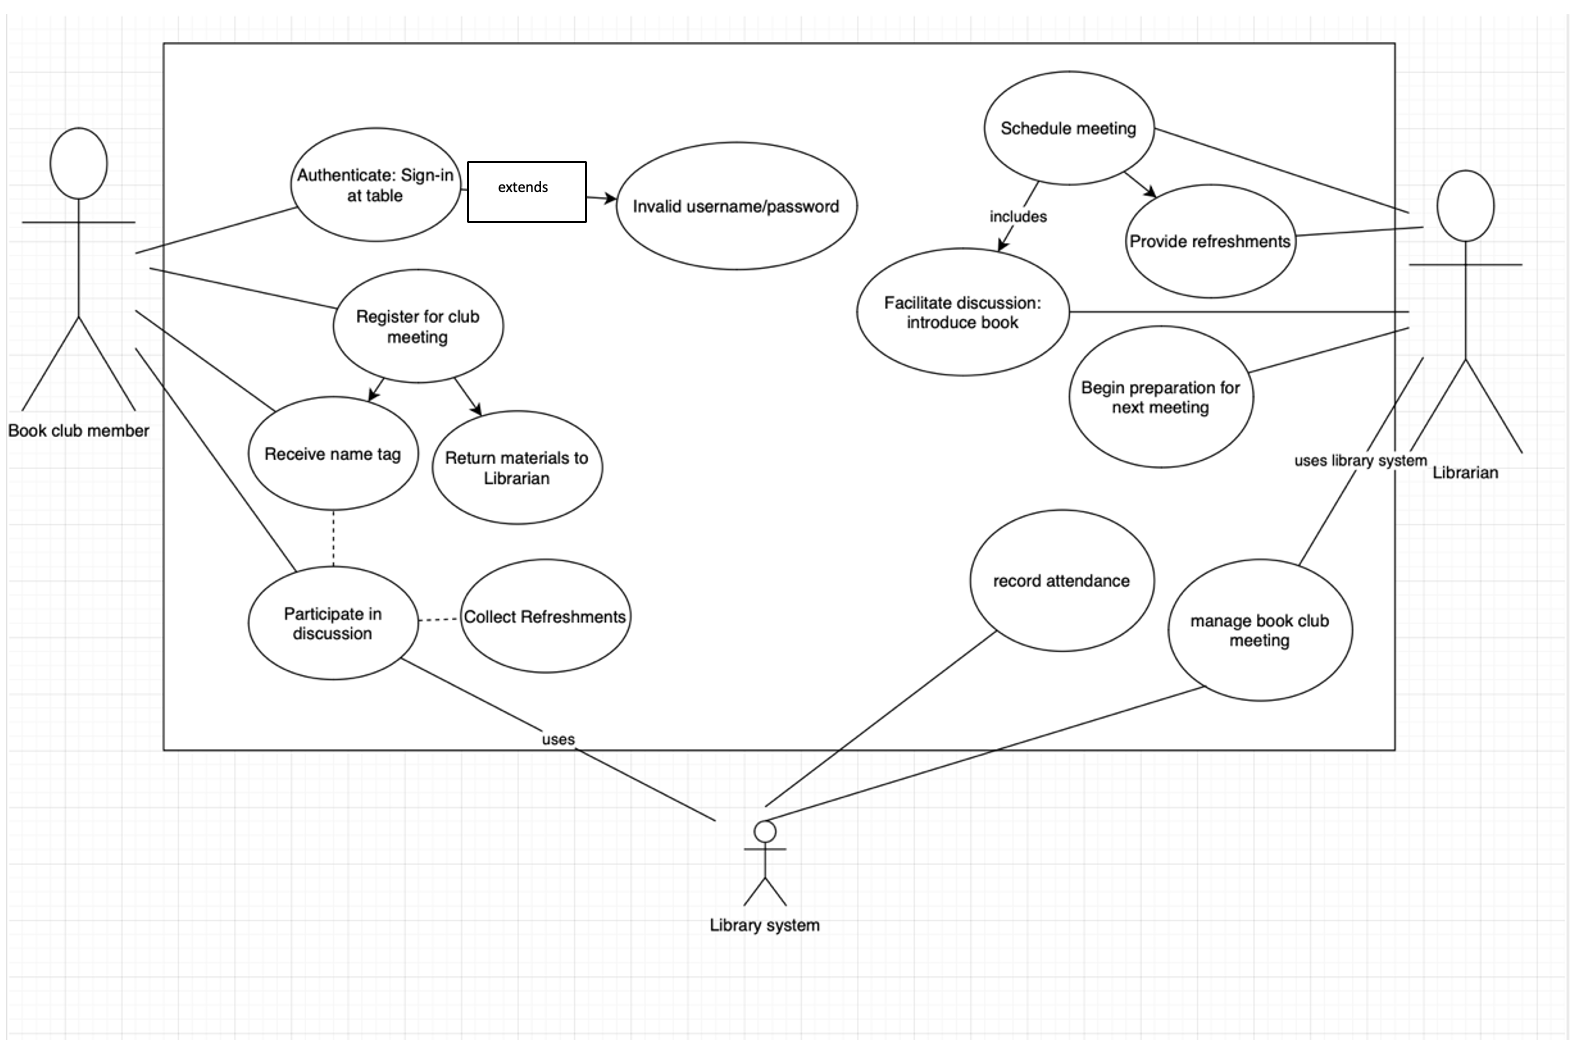 Schedule meeting
Authenticate: Sign-in
at table
extends
Invalid username/password
includes
Provide refreshments
Facilitate discussion:
introduce book
Register for club
meeting
Begin preparation for
next meeting
Book club member
Receive name tag
Return materials to
Librarian
uses library system
Librarian
record attendance
Participate in
discussion
Collect Refreshments
manage book club
meeting
uses
Library system